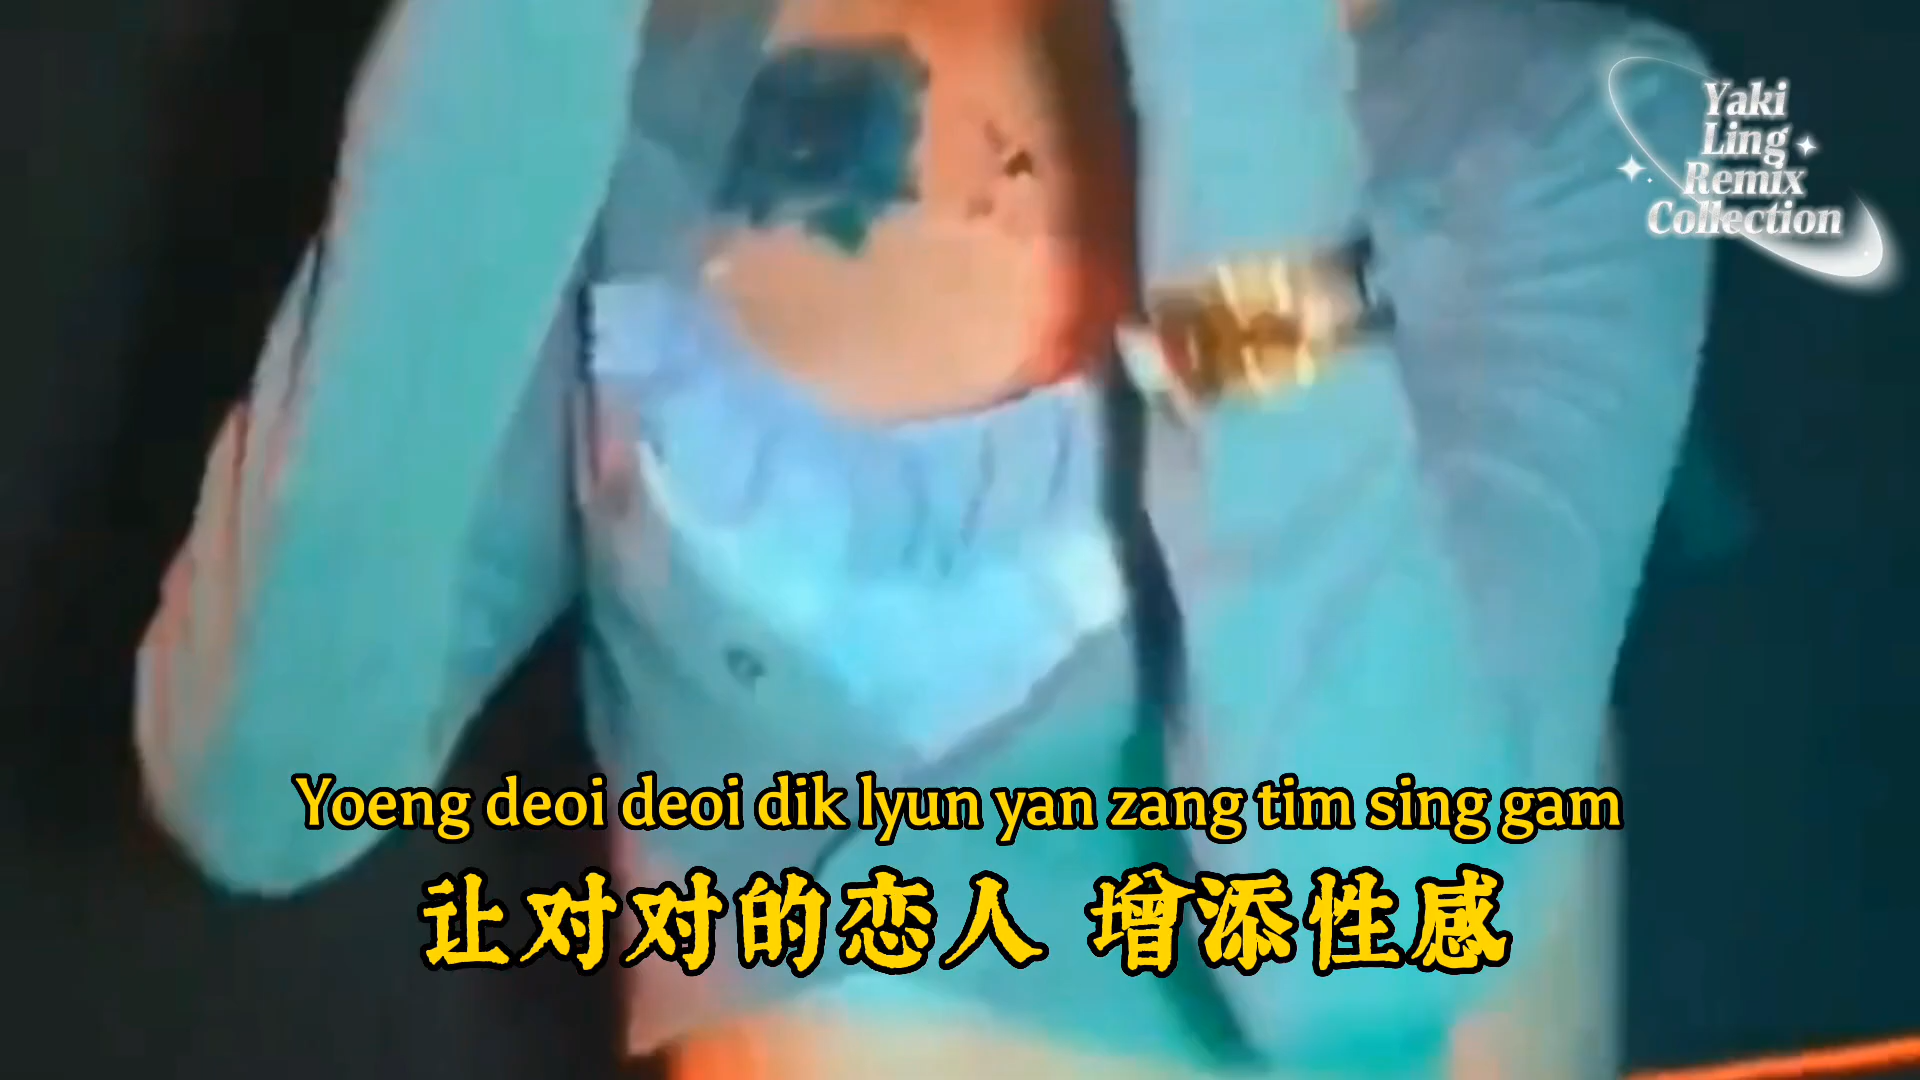 Yaki
Ling
Remix
Collection
Yoeng deoi deoi dik lyun yan zang tim sing gam
让对对的恋人 增添性感